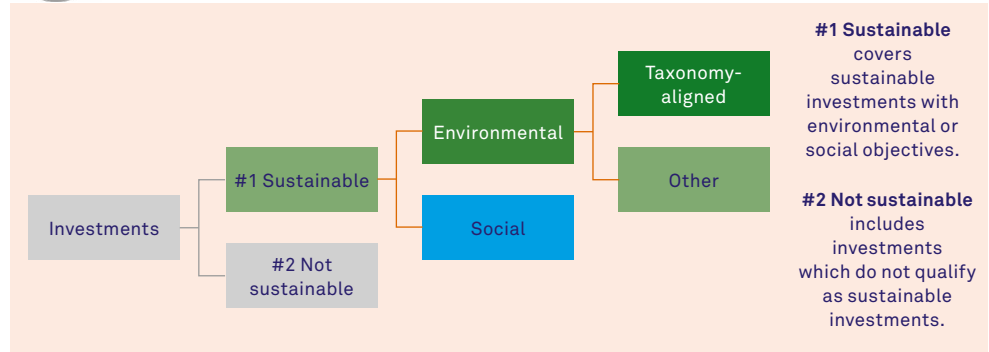 Taxonomy-
aligned
Environmental
#1 Sustainable
Other
Investments
Social
#2 Not
sustainable
#1 Sustainable
covers
sustainable
investments with
environmental or
social objectives.
#2 Not sustainable
includes
investments
which do not qualify
as sustainable
investments.